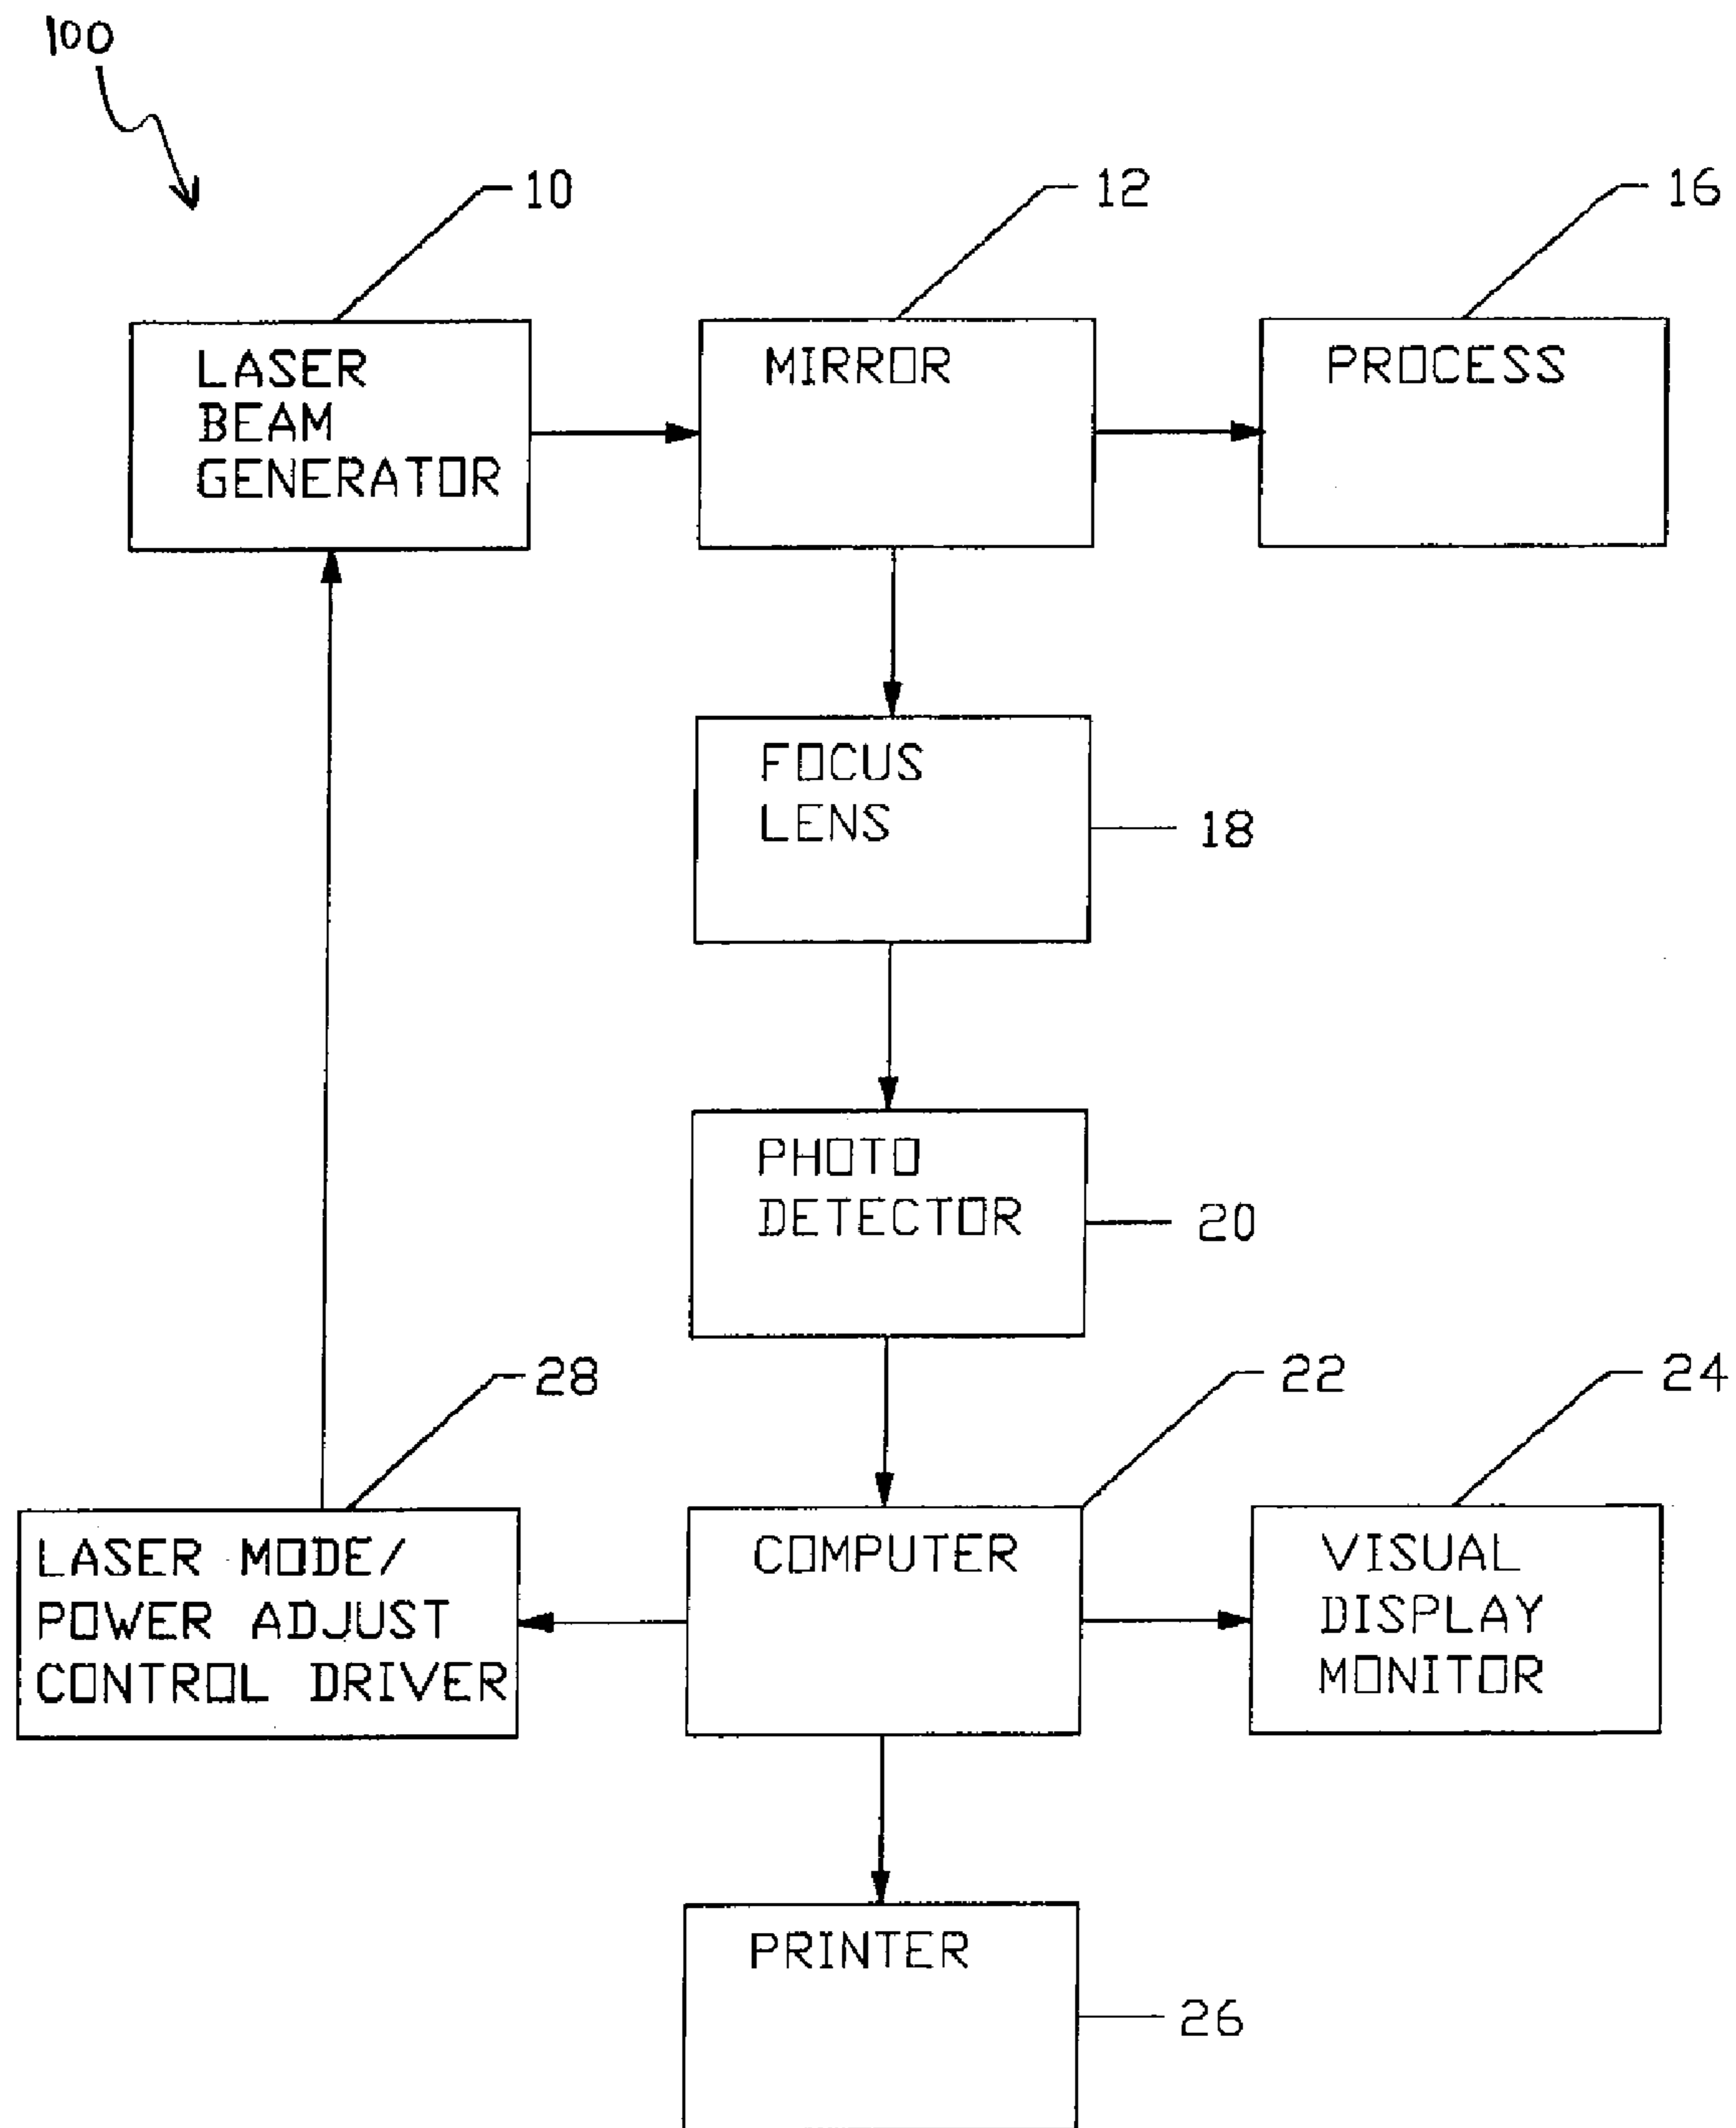 100
10
12
16
LASER
BEAM
GENERATOR
MIRROR
PROCESS
FOCUS
LENS
18
PHOTO
DETECTOR
20
28
22
24
LASER MODE/
POWER ADJUST
CONTROL DRIVER
COMPUTER
VISUAL
DISPLAY
MONITOR
PRINTER
26